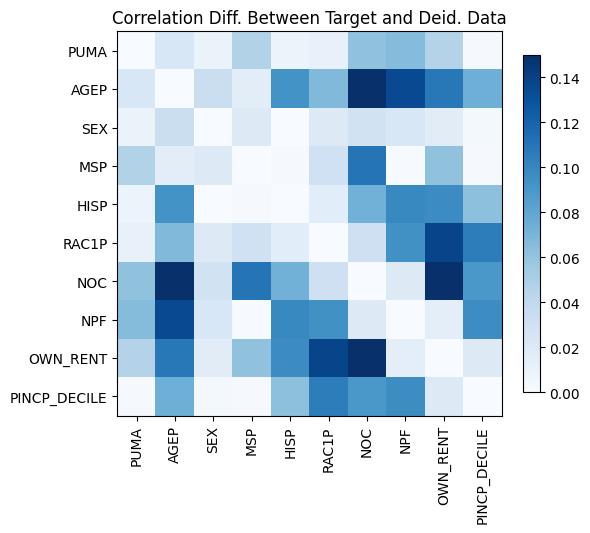 Correlation Diff. Between Target and Deid. Data
PUMA
AGEP
SEX
MSP
HISP
RAC1P
NOC
NPF
OWN_RENT
PINCP_DECILE
PUMA
AGEP
SEX
MSP
HISP
RAC1P
NOC
NPF
OWN_RENT
PINCP_DECILE
0.14
0.12
0.10
0.08
0.06
0.04
0.02
0.00